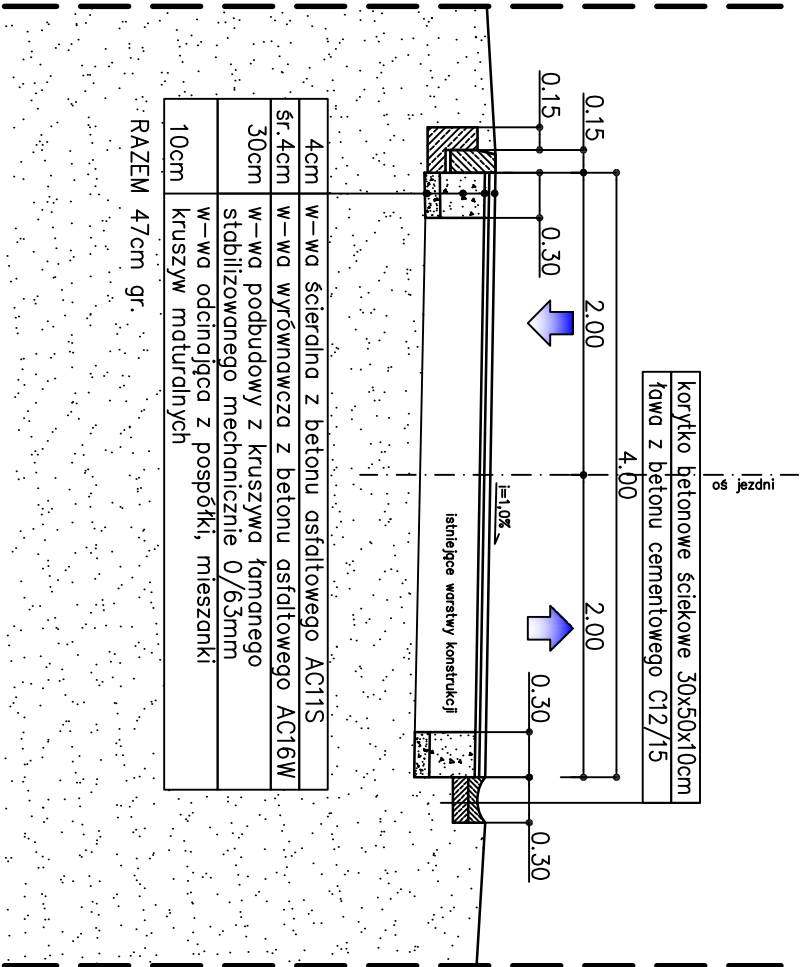 korytko betonowe ściekowe 30x50x10cm
ława z betonu cementowego C12/15
oś jezdni
4.00
0.15
2.00
2.00
0.15
0.30
0.30
0.30
i=1,0%
istniejące warstwy konstrukcji
4cm w-wa ścieralna z betonu asfaltowego AC11S
śr.4cm w-wa wyrównawcza z betonu asfaltowego AC16W
30cm w-wa podbudowy z kruszywa łamanego
stabilizowanego mechanicznie 0/63mm
10cm w-wa odcinająca z pospółki, mieszanki
kruszyw maturalnych
RAZEM 47cm gr.